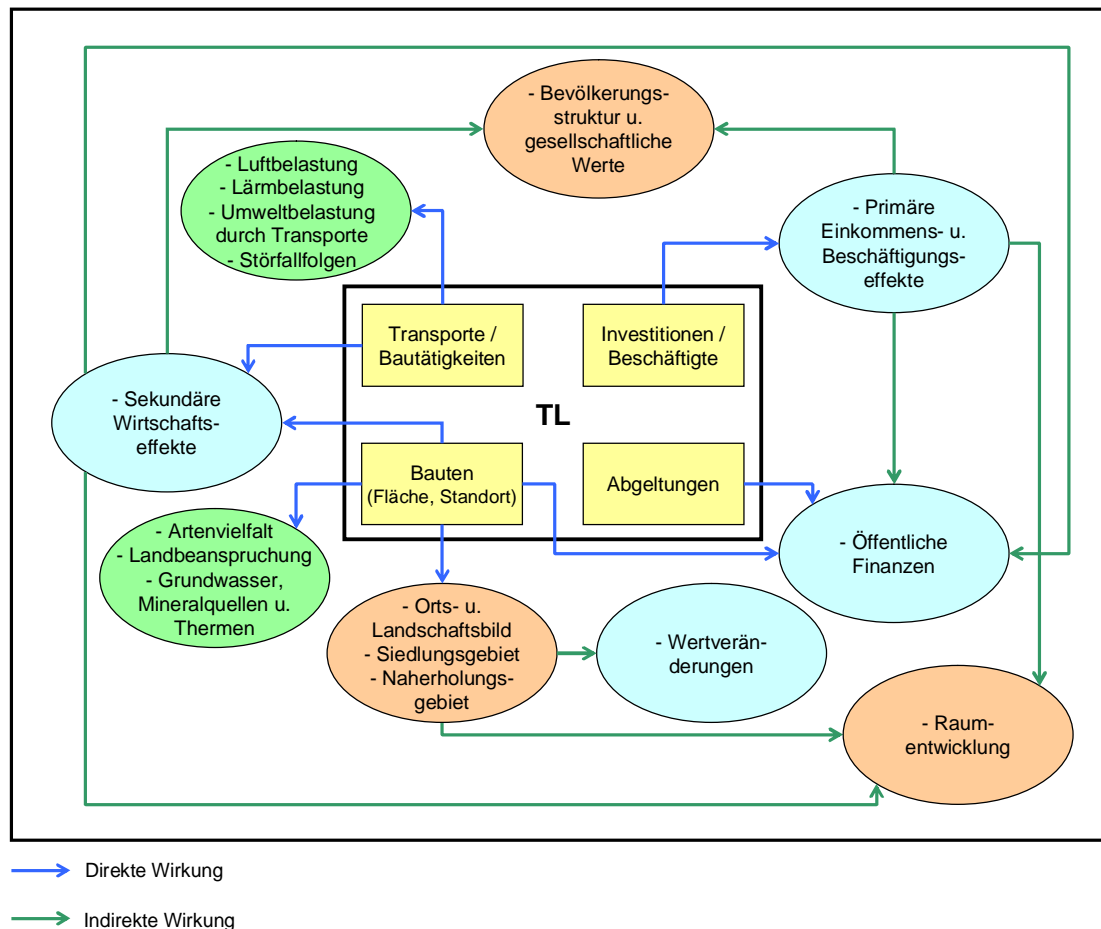 - Bevölkerungs-
struktur u.
gesellschaftliche
Werte
- Luftbelastung
- Lärmbelastung
- Umweltbelastung
durch Transporte
- Störfallfolgen
- Primäre
Einkommens- u.
Beschäftigungs-
effekte
Transporte /
Bautätigkeiten
Investitionen /
Beschäftigte
- Sekundäre
Wirtschafts-
effekte
TL
Bauten
(Fläche, Standort)
Abgeltungen
- Artenvielfalt
- Landbeanspruchung
- Grundwasser,
Mineralquellen u.
Thermen
- Öffentliche
Finanzen
- Orts- u.
Landschaftsbild
- Siedlungsgebiet
- Naherholungs-
gebiet
- Wertverän-
derungen
- Raum-
entwicklung
Direkte Wirkung
Indirekte Wirkung